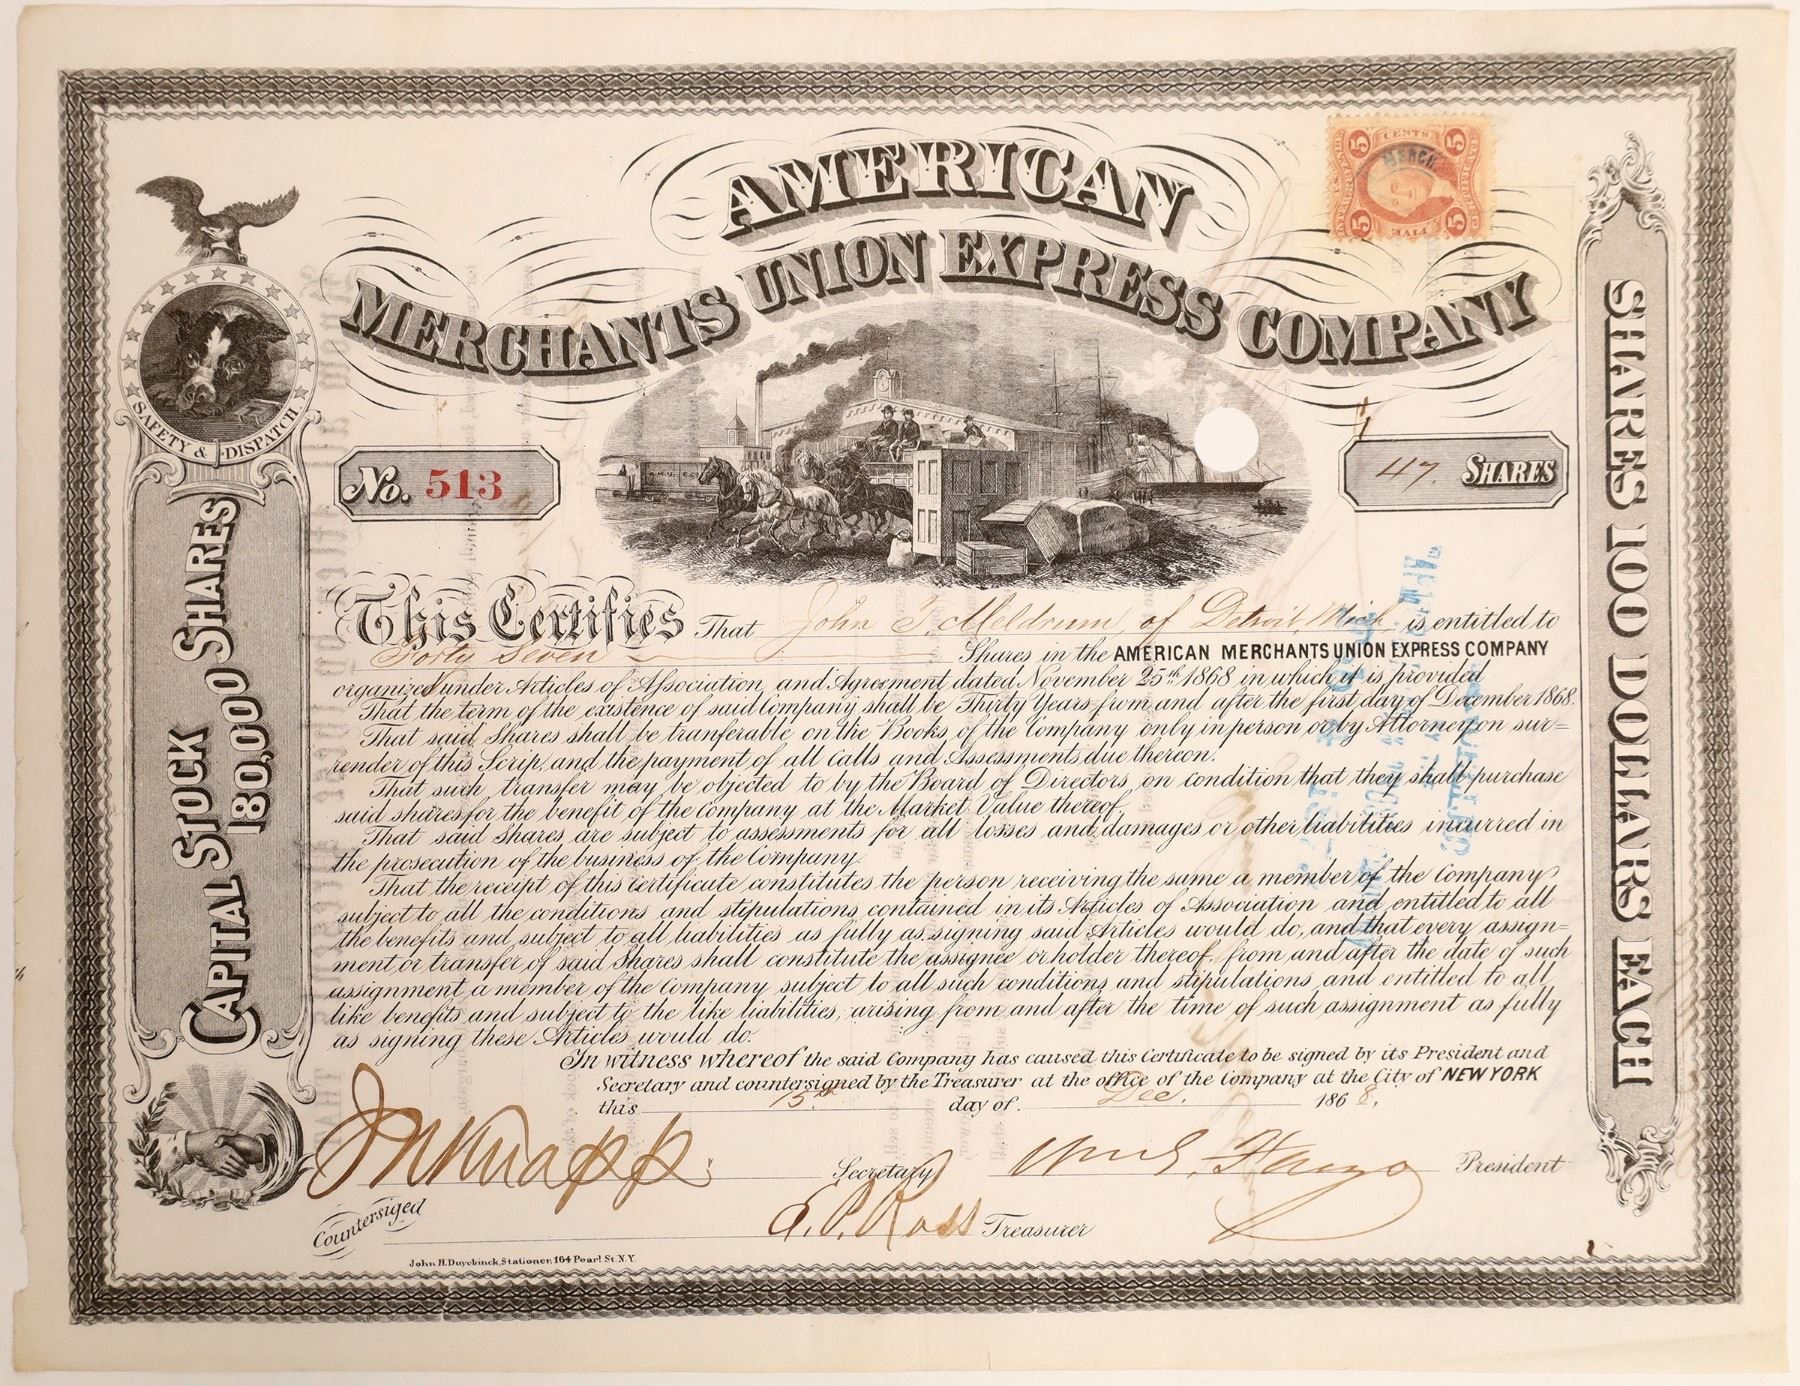 AMERICAN
MERCHANTS UNION EXPRESS COMPANY
5 CENTS 5
MERCH
5 FIVE 5
SAFETY & DISPATCH.
CAPITAL STOCK
180,000 SHARES
SHARES 100 DOLLARS EACH
No. 513
47. SHARES
This Certifies That John T. Meldrum, of Detroit, Mich is entitled to
Forty Seven Shares in the AMERICAN MERCHANTS UNION EXPRESS COMPANY
organized under Articles of Association and Agreement dated November 25th 1868 in which it is provided
That the term of the existence of said Company shall be Thirty Years from and after the first day of December 1868.
That said Shares shall be tranferable on the Books of the Company only in person or by Attorney on sur=
render of this Scrip, and the payment of all Calls and Assessments due thereon.
That such transfer may be objected to by the Board of Directors, on condition that they shall purchase
said shares for the benefit of the Company at the Market Value thereof.
That said Shares, are subject to assessments for all losses and damages or other liabilities incurred in
the prosecution of the business of the Company.
That the receipt of this Certificate constitutes the person receiving the same a member of the Company
subject to all the conditions and stipulations contained in its Articles of Association and entitled to all
the benefits and subject to all liabilities as fully as signing said Articles would do, and that every assign=
ment or transfer of said Shares shall constitute the assignee or holder thereof, from and after the date of such
assignment a member of the Company subject to all such conditions and stipulations and entitled to all
like benefits and subject to the like liabilities, arising from and after the time of such assignment as fully
as signing these Articles would do.
In witness whereof the said Company has caused this Certificate to be signed by its President and
Secretary and countersigned by the Treasurer at the office of the Company at the City of NEW YORK
this 15th day of Dec. 1868.
J N Knapp Secretary Wm G. Fargo President
Countersiged A. P. Ross Treasurer
John H. Duyckinck, Stationer, 164 Pearl St. N.Y.